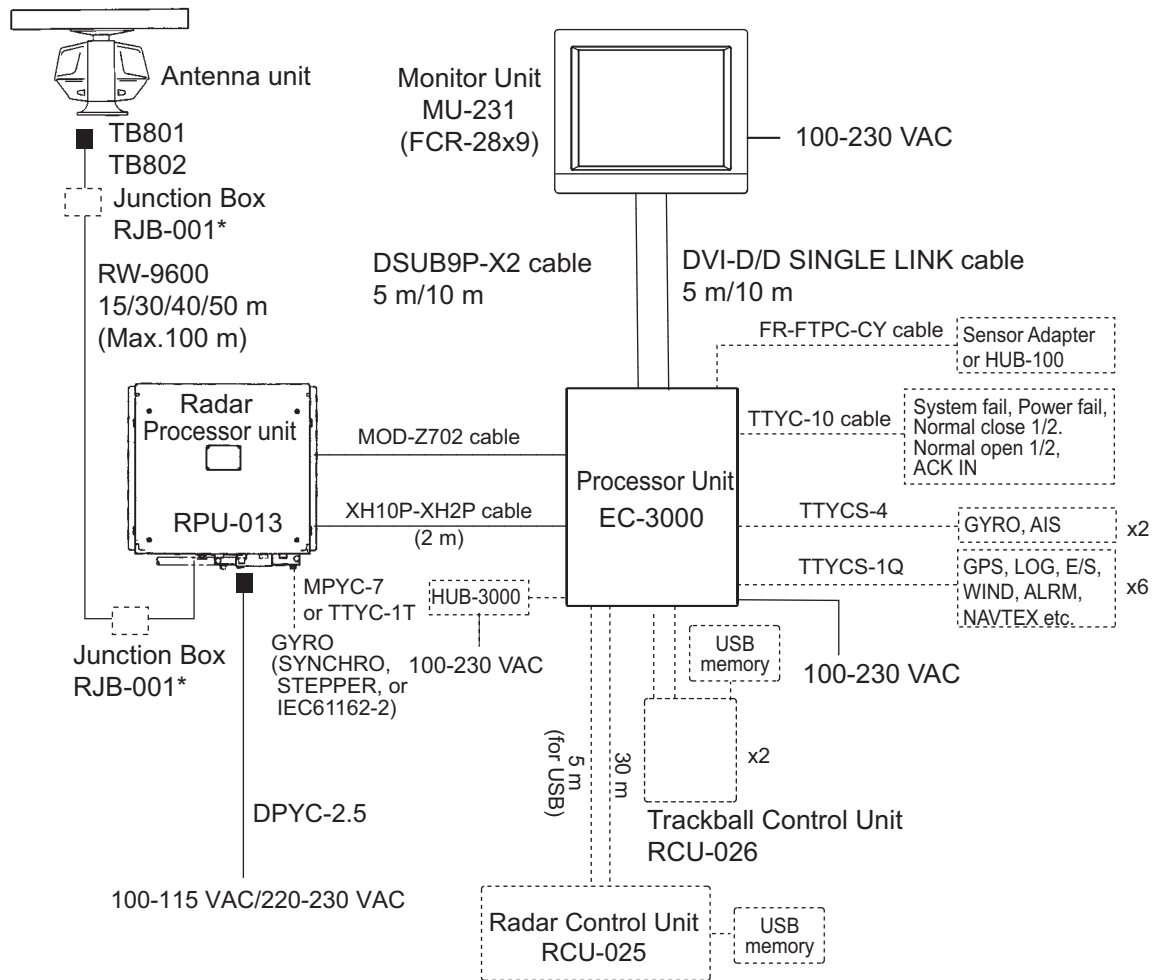 Antenna unit
TB801
TB802
Junction Box
RJB-001*
RW-9600
15/30/40/50 m
(Max.100 m)
Monitor Unit
MU-231
(FCR-28x9)
100-230 VAC
DSUB9P-X2 cable
5 m/10 m
DVI-D/D SINGLE LINK cable
5 m/10 m
FR-FTPC-CY cable
Sensor Adapter
or HUB-100
Radar
Processor unit
RPU-013
MOD-Z702 cable
XH10P-XH2P cable
(2 m)
Processor Unit
EC-3000
TTYC-10 cable
System fail, Power fail,
Normal close 1/2.
Normal open 1/2,
ACK IN
TTYCS-4
GYRO, AIS
x2
TTYCS-1Q
GPS, LOG, E/S,
WIND, ALRM,
NAVTEX etc.
x6
MPYC-7
or TTYC-1T
HUB-3000
100-230 VAC
GYRO
(SYNCHRO,
STEPPER, or
IEC61162-2)
Junction Box
RJB-001*
USB
memory
100-230 VAC
5 m
(for USB)
30 m
x2
Trackball Control Unit
RCU-026
DPYC-2.5
100-115 VAC/220-230 VAC
Radar Control Unit
RCU-025
USB
memory